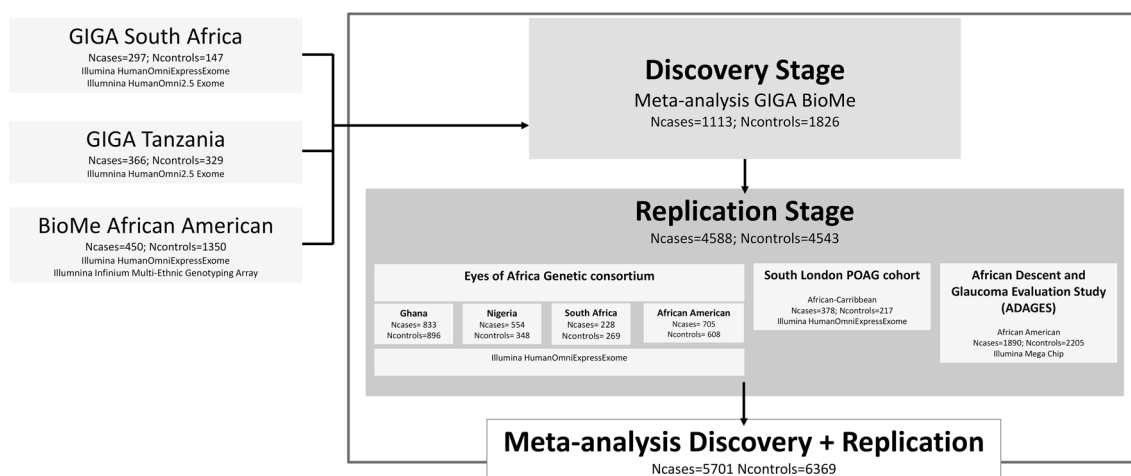 GIGA South Africa
Ncases=297; Ncontrols=147
Illumina HumanOmniExpressExome
Illumnina HumanOmni2.5 Exome
GIGA Tanzania
Ncases=366; Ncontrols=329
Illumnina HumanOmni2.5 Exome
BioMe African American
Ncases=450; Ncontrols=1350
Illumina HumanOmniExpressExome
Illumnina Infinium Multi-Ethnic Genotyping Array
Discovery Stage
Meta-analysis GIGA BioMe
Ncases=1113; Ncontrols=1826
Replication Stage
Ncases=4588; Ncontrols=4543
Eyes of Africa Genetic consortium
Ghana
Ncases= 833
Ncontrols=896
Nigeria
Ncases= 554
Ncontrols= 348
South Africa
Ncases= 228
Ncontrols= 269
African American
Ncases= 705
Ncontrols= 608
Illumina HumanOmniExpressExome
South London POAG cohort
African-Carribbean
Ncases=378; Ncontrols=217
Illumina HumanOmniExpressExome
African Descent and
Glaucoma Evaluation Study
(ADAGES)
African American
Ncases=1890; Ncontrols=2205
Illumina Mega Chip
Meta-analysis Discovery + Replication
Ncases=5701 Ncontrols=6369